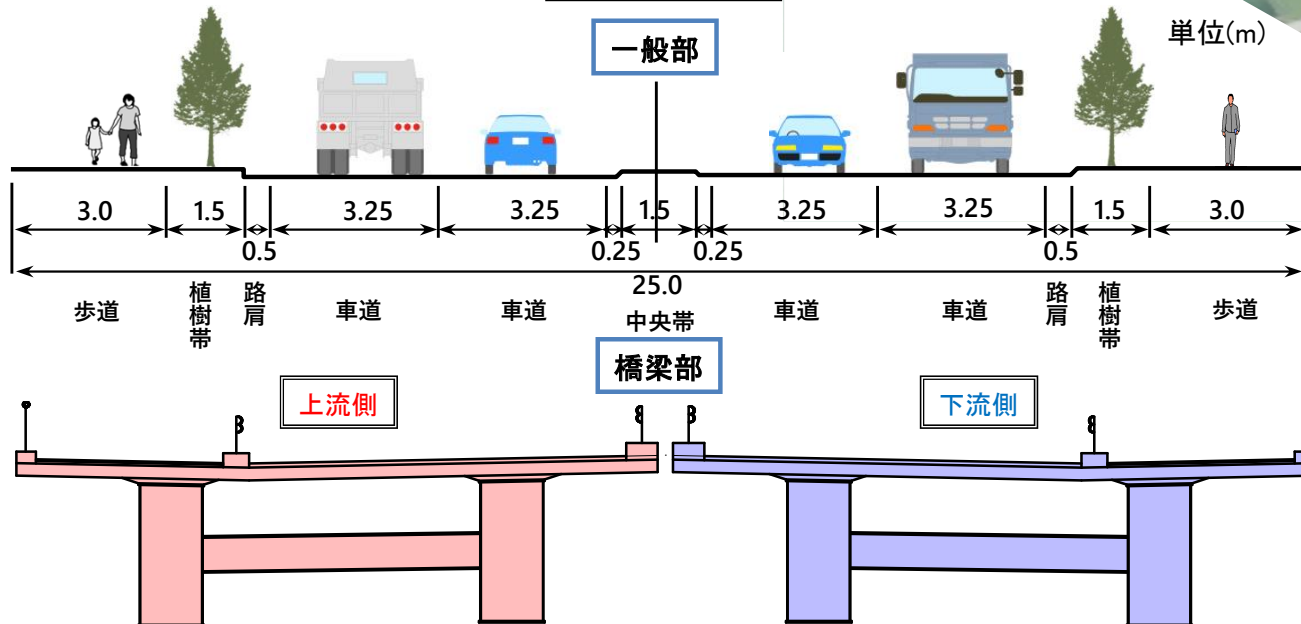 一般部
単位(m)
3.0 1.5 3.25 3.25 1.5 3.25 3.25 1.5 3.0
0.5 0.25 0.25 0.5
25.0
歩道 植樹帯 路肩 車道 車道 中央帯 車道 車道 路肩 植樹帯 歩道
橋梁部
上流側 下流側